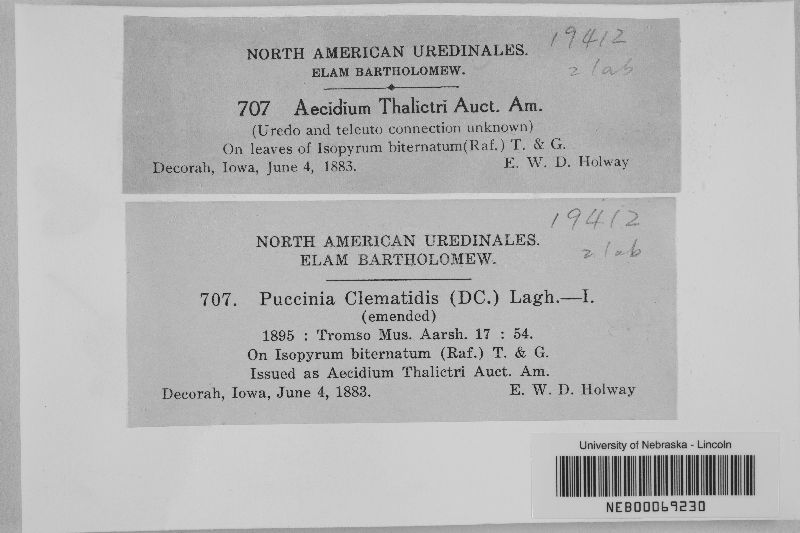 19412
2 lab
NORTH AMERICAN UREDINALES.
ELAM BARTHOLOMEW.
707 Aecidium Thalictri Auct. Am.
(Uredo and teleuto connection unknown)
On leaves of Isopyrum biternatum(Raf.) T. & G.
Decorah, Iowa, June 4, 1883. E. W. D. Holway
19412
2 lab
NORTH AMERICAN UREDINALES.
ELAM BARTHOLOMEW.
707. Puccinia Clematidis (DC.) Lagh.—I.
(emended)
1895 : Tromso Mus. Aarsh. 17 : 54.
On Isopyrum biternatum (Raf.) T. & G.
Issued as Aecidium Thalictri Auct. Am.
Decorah, Iowa, June 4, 1883. E. W. D. Holway
University of Nebraska - Lincoln
NEB00069230